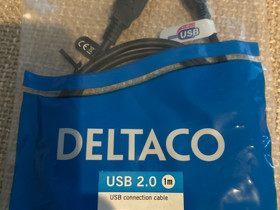 USB
DELTACO
USB 2.0 1m
USB connection cable